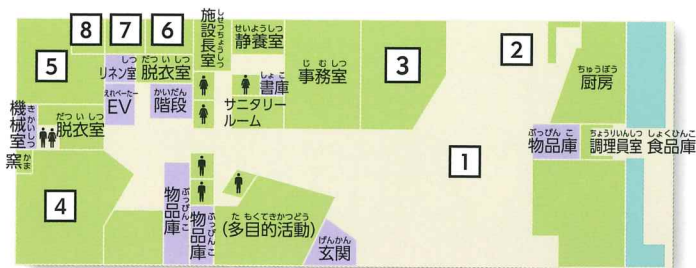 8
7
6
しせつちょうしつ
施設長室
せいようしつ
静養室
2
5
しつ
リネン室
だついしつ
脱衣室
しょこ
書庫
じむしつ
事務室
3
ちゅうぼう
厨房
えれべーたー
EV
かいだん
階段
サニタリー
ルーム
きかいしつ
機械室
だついしつ
脱衣室
ぶっぴんこ
物品庫
ちょうりいんしつ
調理員室
しょくひんこ
食品庫
かま
窯
1
4
ぶっぴんこ
物品庫
ぶっぴんこ
物品庫
たもくてきかつどう
(多目的活動)
げんかん
玄関